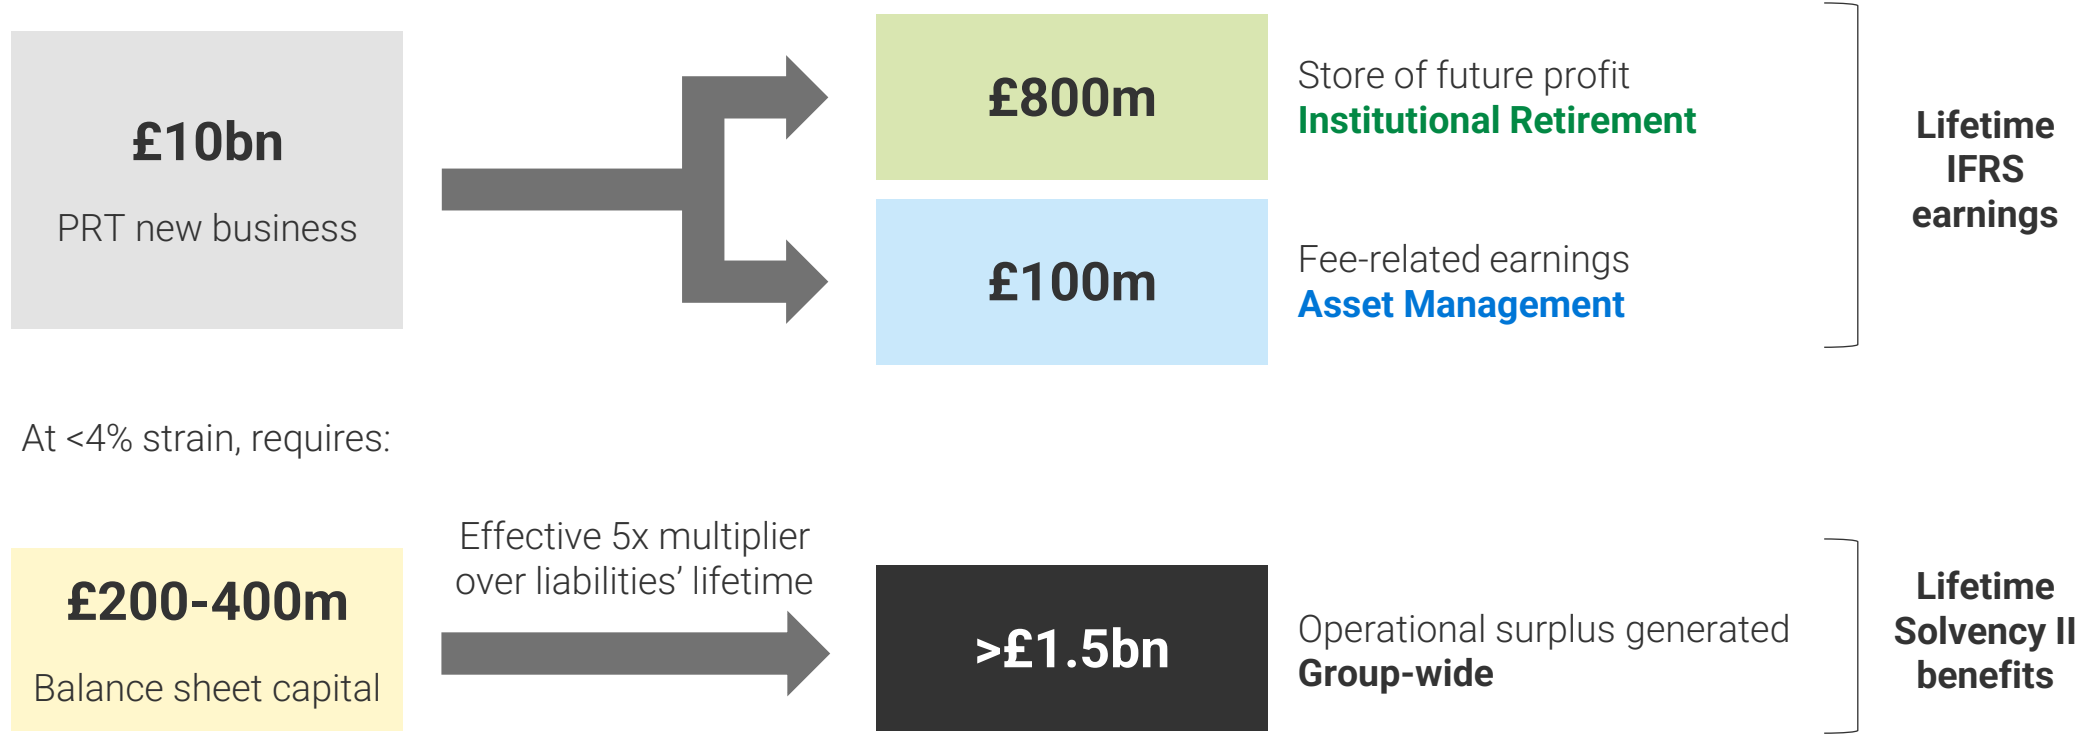 £10bn
PRT new business
£800m
Store of future profit
Institutional Retirement
£100m
Fee-related earnings
Asset Management
Lifetime
IFRS
earnings
At <4% strain, requires:
£200-400m
Balance sheet capital
Effective 5x multiplier
over liabilities’ lifetime
>£1.5bn
Operational surplus generated
Group-wide
Lifetime
Solvency II
benefits